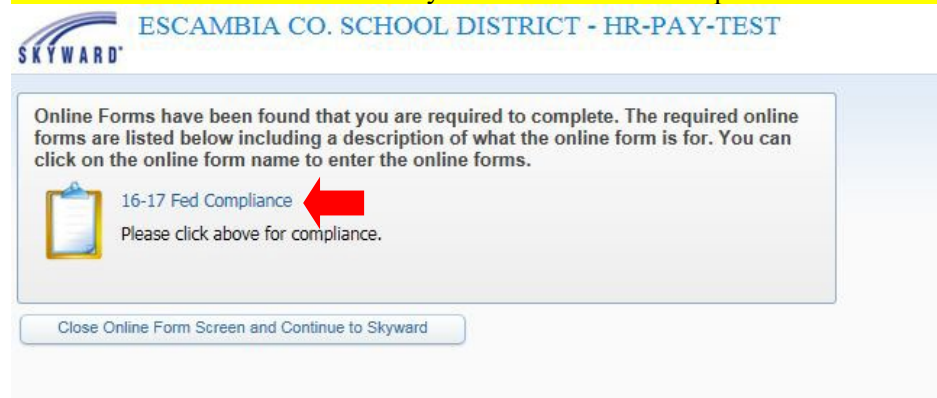 ESCAMBIA CO. SCHOOL DISTRICT - HR-PAY-TEST
SKYWARD
Online Forms have been found that you are required to complete. The required online
forms are listed below including a description of what the online form is for. You can
click on the online form name to enter the online forms.
16-17 Fed Compliance
Please click above for compliance.
Close Online Form Screen and Continue to Skyward